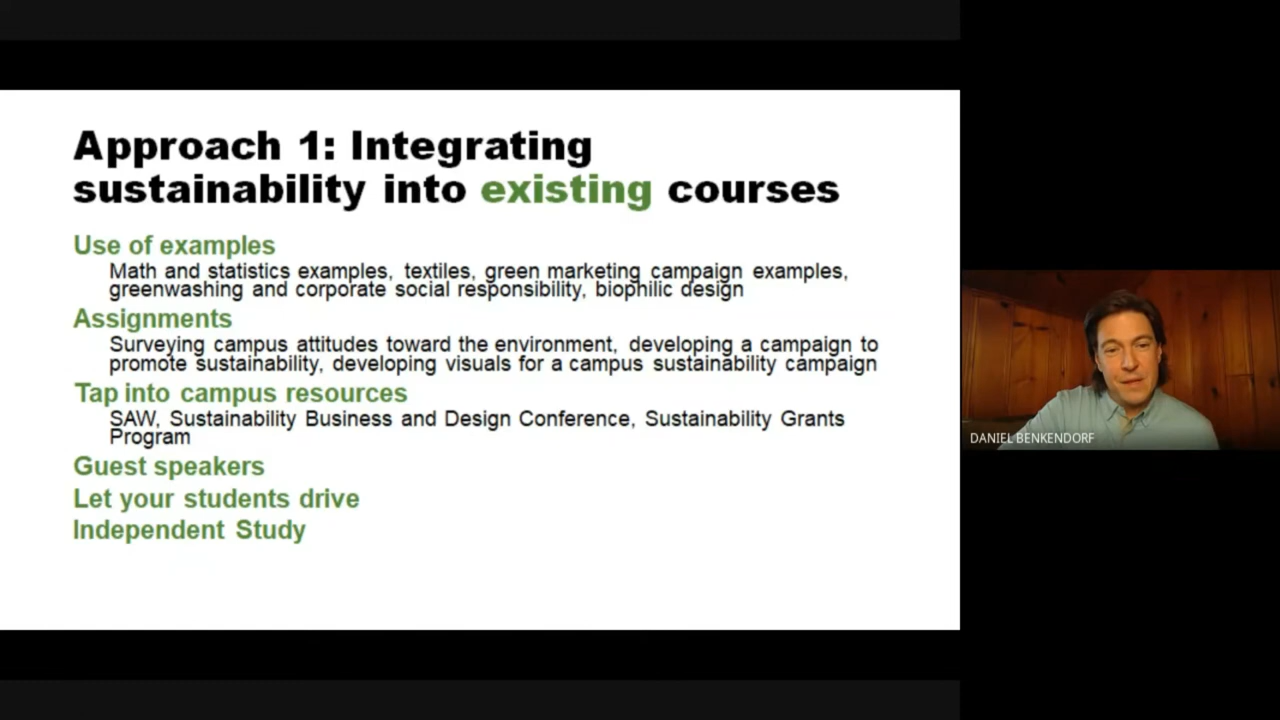 Approach 1: Integrating
sustainability into existing courses
Use of examples
Math and statistics examples, textiles, green marketing campaign examples,
greenwashing and corporate social responsibility, biophilic design
Assignments
Surveying campus attitudes toward the environment, developing a campaign to
promote sustainability, developing visuals for a campus sustainability campaign
Tap into campus resources
SAW, Sustainability Business and Design Conference, Sustainability Grants
Program
Guest speakers
Let your students drive
Independent Study
DANIEL BENKENDORF